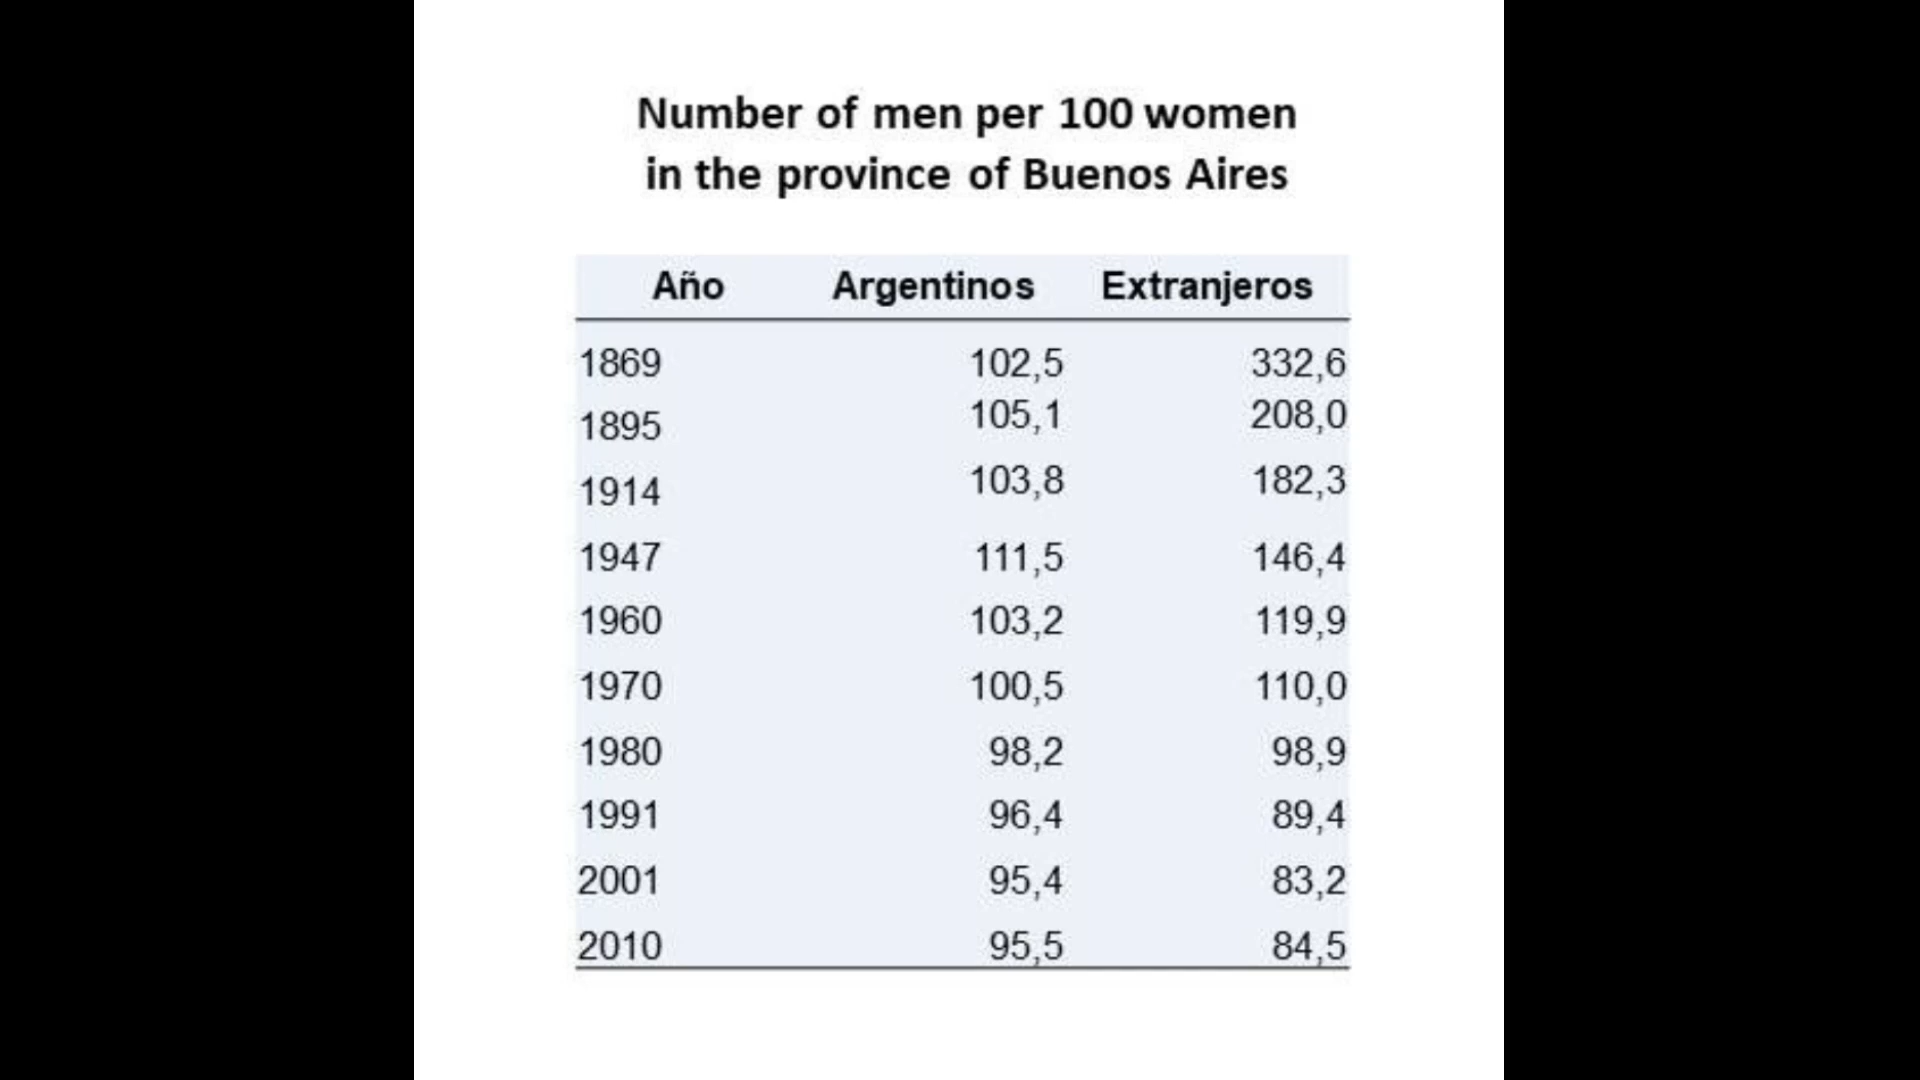 Number of men per 100 women
in the province of Buenos Aires
Año Argentinos Extranjeros
1869 102,5 332,6
1895 105,1 208,0
1914 103,8 182,3
1947 111,5 146,4
1960 103,2 119,9
1970 100,5 110,0
1980 98,2 98,9
1991 96,4 89,4
2001 95,4 83,2
2010 95,5 84,5